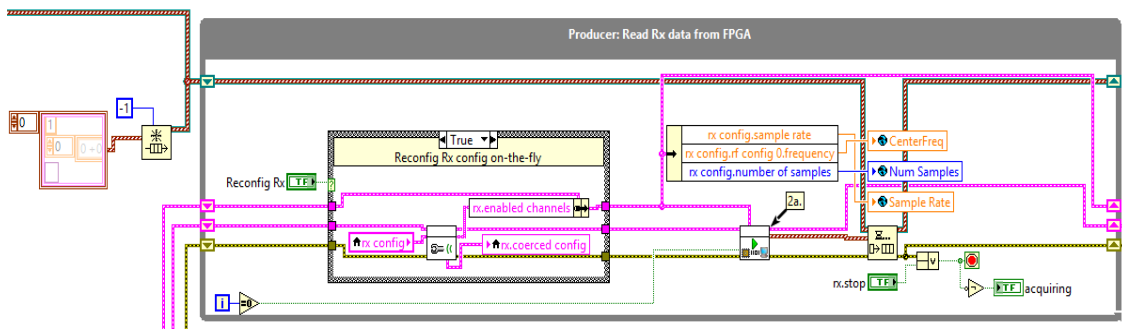 Producer: Read Rx data from FPGA
0
1
0
0+0
-1
True
Reconfig Rx config on-the-fly
Reconfig Rx
TF
?
rx.enabled channels
rx config
rx.coerced config
rx config.sample rate
rx config.rf config 0.frequency
rx config.number of samples
CenterFreq
Num Samples
Sample Rate
2a.
rx.stop
TF
V
TF
acquiring
i
=0